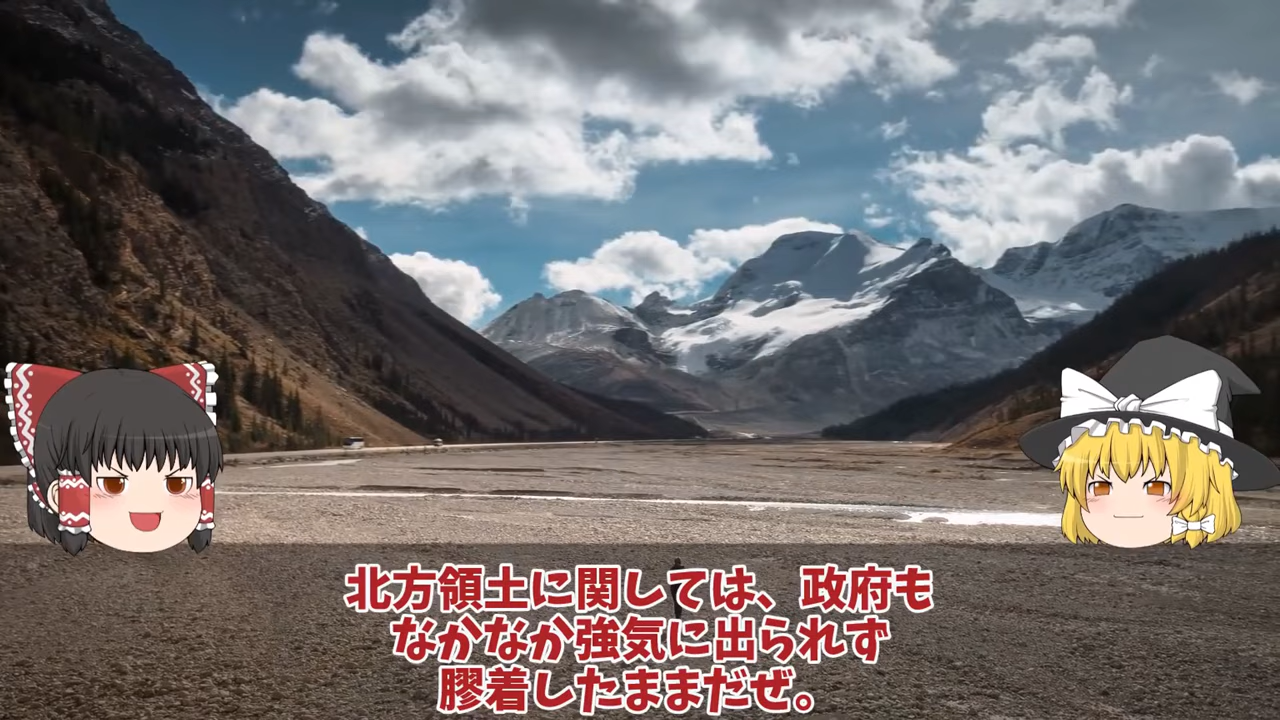 北方領土に関しては、政府も
なかなか強気に出られず
膠着したままだぜ。